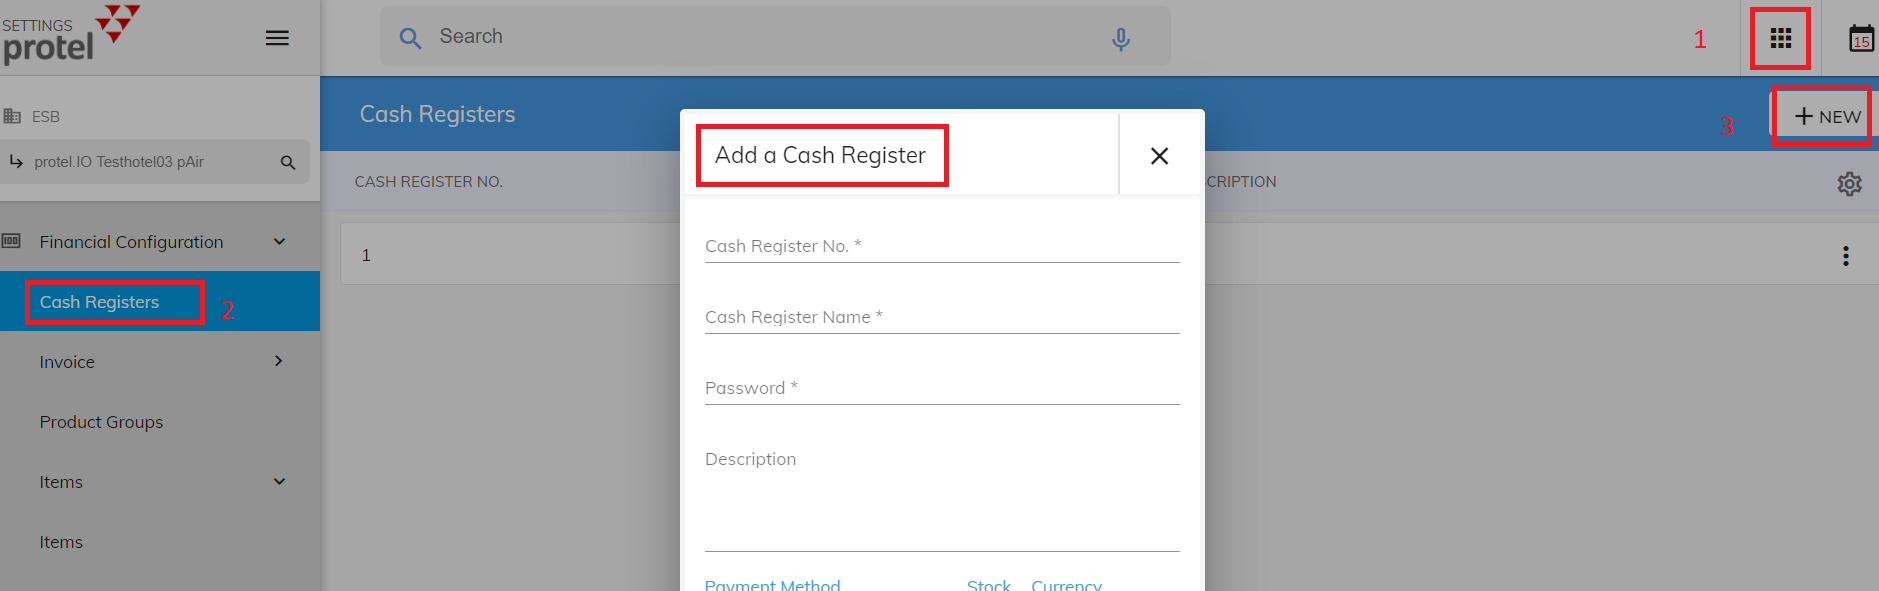 SETTINGS
protel
Search
1
15
ESB
protel.IO Testhotel03 pAir
Cash Registers
3
+ NEW
Add a Cash Register
CASH REGISTER NO.
CRIPTION
1
Financial Configuration
Cash Registers
2
Invoice
Product Groups
Items
Items
Cash Register No. *
Cash Register Name *
Password *
Description
Payment Method Stock Currency